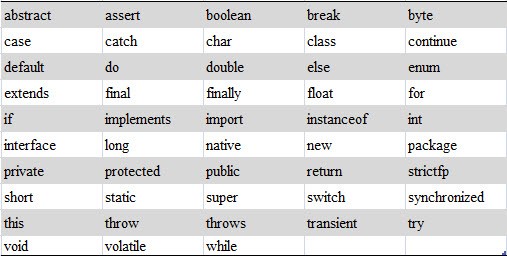 abstract assert boolean break byte
case catch char class continue
default do double else enum
extends final finally float for
if implements import instanceof int
interface long native new package
private protected public return strictfp
short static super switch synchronized
this throw throws transient try
void volatile while